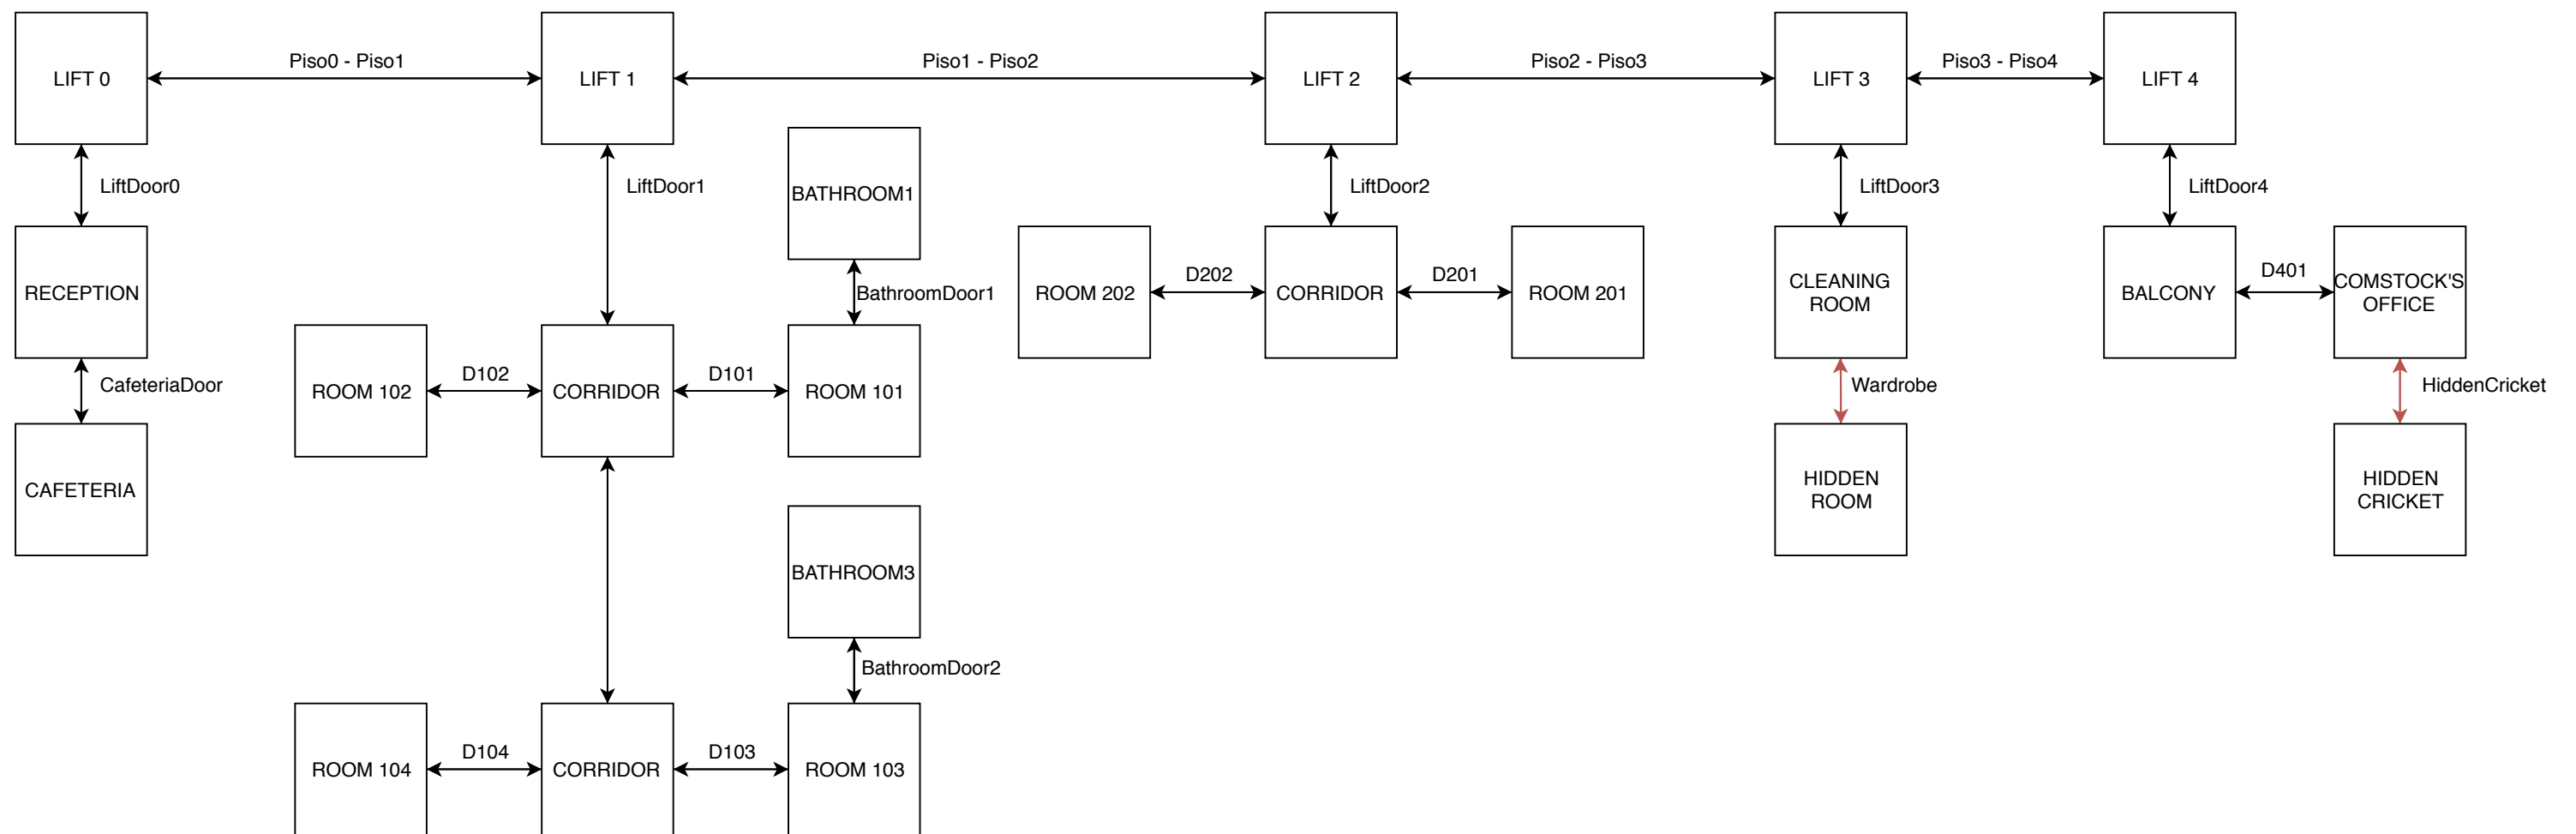 Piso0 - Piso1
Piso1 - Piso2
Piso2 - Piso3
Piso3 - Piso4
LIFT 0
LIFT 1
LIFT 2
LIFT 3
LIFT 4
LiftDoor0
LiftDoor1
BATHROOM1
LiftDoor2
LiftDoor3
LiftDoor4
RECEPTION
BathroomDoor1
ROOM 202
D202
CORRIDOR
D201
ROOM 201
CLEANING
ROOM
BALCONY
D401
COMSTOCK'S
OFFICE
CafeteriaDoor
ROOM 102
D102
CORRIDOR
D101
ROOM 101
Wardrobe
HiddenCricket
CAFETERIA
HIDDEN
ROOM
HIDDEN
CRICKET
BATHROOM3
BathroomDoor2
ROOM 104
D104
CORRIDOR
D103
ROOM 103